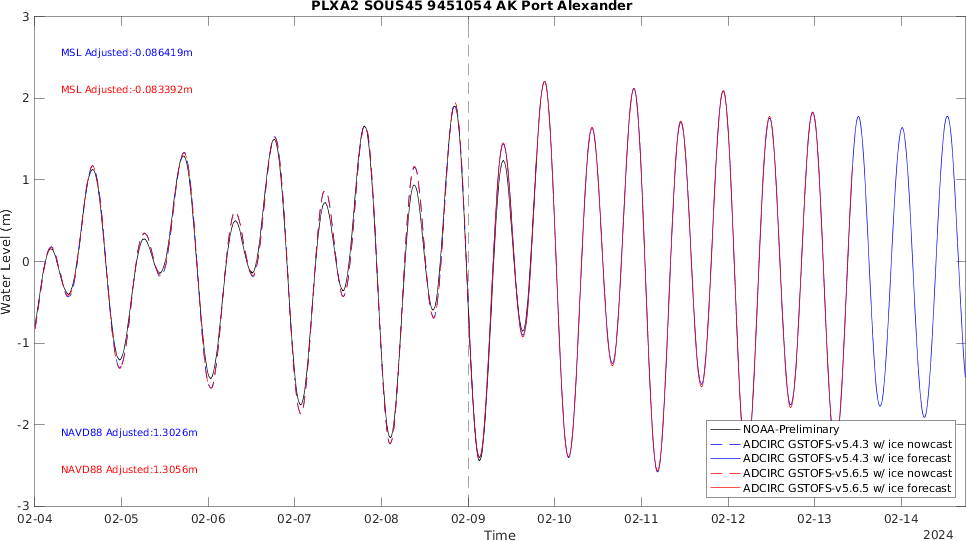 PLXA2 SOUS45 9451054 AK Port Alexander
3
2
1
0
-1
-2
-3
Water Level (m)
MSL Adjusted:-0.086419m
MSL Adjusted:-0.083392m
NAVD88 Adjusted:1.3026m
NAVD88 Adjusted:1.3056m
NOAA-Preliminary
ADCIRC GSTOFS-v5.4.3 w/ ice nowcast
ADCIRC GSTOFS-v5.4.3 w/ ice forecast
ADCIRC GSTOFS-v5.6.5 w/ ice nowcast
ADCIRC GSTOFS-v5.6.5 w/ ice forecast
02-04 02-05 02-06 02-07 02-08 02-09 02-10 02-11 02-12 02-13 02-14
Time
2024